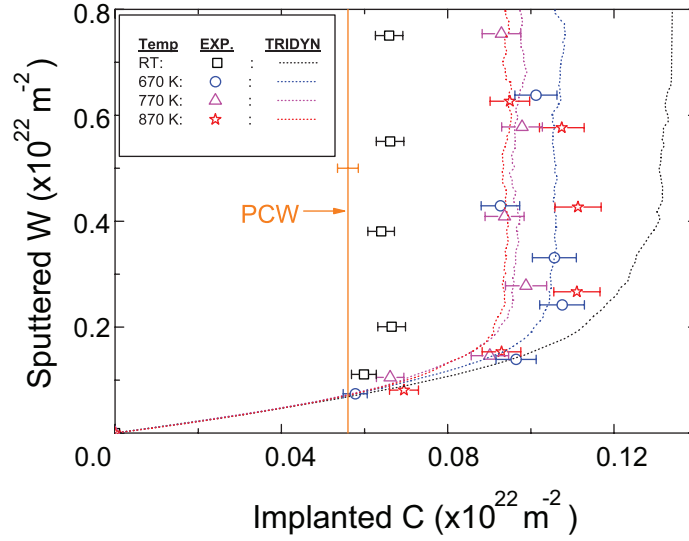 0.8
Temp EXP. TRIDYN
RT: :
670 K: :
770 K: :
870 K: :
0.6
PCW
0.4
0.2
0.0 0.04 0.08 0.12
Sputtered W (x10²² m⁻²)
Implanted C (x10²² m⁻²)